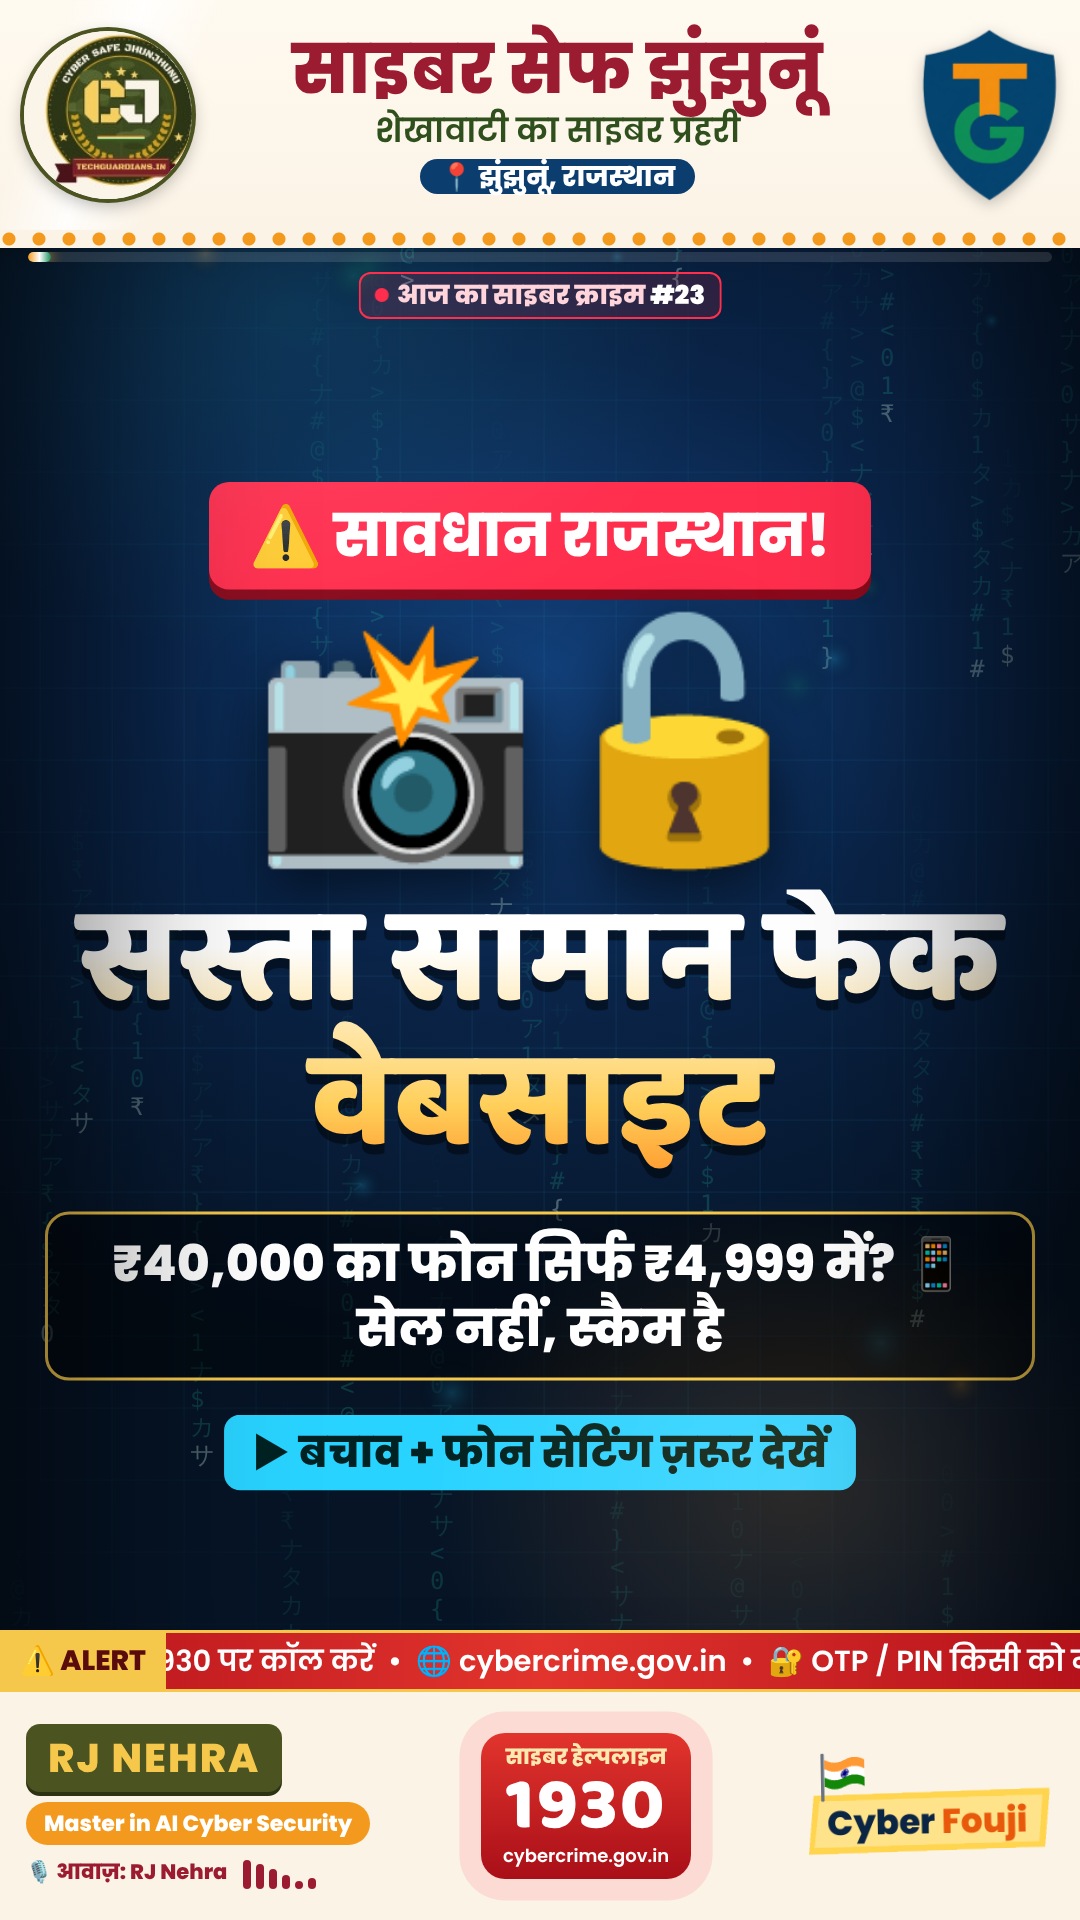 CYBER SAFE JHUNJHUNU
CJ
TECHGUARDIANS.IN
साइबर सेफ झुंझुनूं
शेखावाटी का साइबर प्रहरी
📍 झुंझुनूं, राजस्थान
TG
आज का साइबर क्राइम #23
⚠️ सावधान राजस्थान!
सस्ता सामान फेक
वेबसाइट
₹40,000 का फोन सिर्फ ₹4,999 में? 📱
सेल नहीं, स्कैम है
▶ बचाव + फोन सेटिंग ज़रूर देखें
⚠️ ALERT
930 पर कॉल करें • 🌐 cybercrime.gov.in • 🔐 OTP / PIN किसी को
RJ NEHRA
Master in AI Cyber Security
🎙️ आवाज़: RJ Nehra
साइबर हेल्पलाइन
1930
cybercrime.gov.in
Cyber Fouji